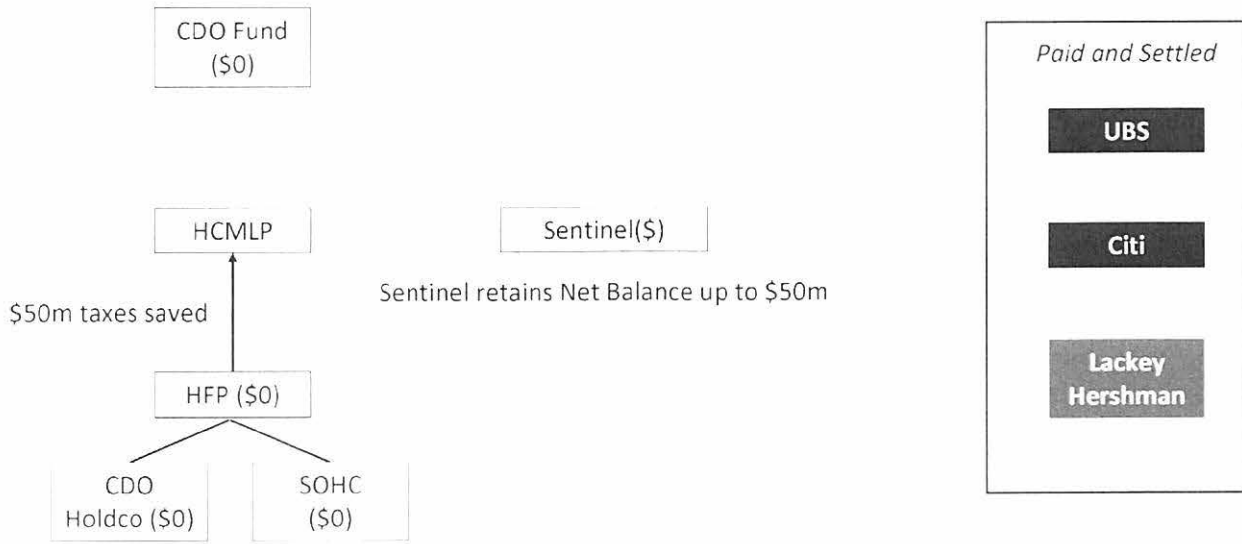 CDO Fund
($0)
Paid and Settled
UBS
HCMLP
Sentinel($)
Citi
Sentinel retains Net Balance up to $50m
$50m taxes saved
Lackey
Hershman
HFP ($0)
CDO
Holdco ($0)
SOHC
($0)